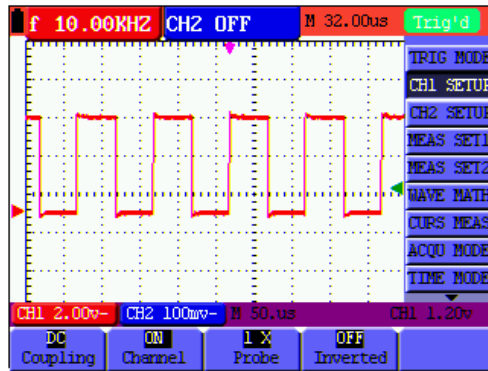 f 10.00KHZ CH2 OFF M 32.00us Trig'd
TRIG MODE
CH1 SETUP
CH2 SETUP
MEAS SET1
MEAS SET2
WAVE MATH
CURS MEAS
ACQU MODE
TIME MODE
CH1 2.00v- CH2 100mv- M 50.us CH1 1.20v
DC ON 1 X OFF
Coupling Channel Probe Inverted